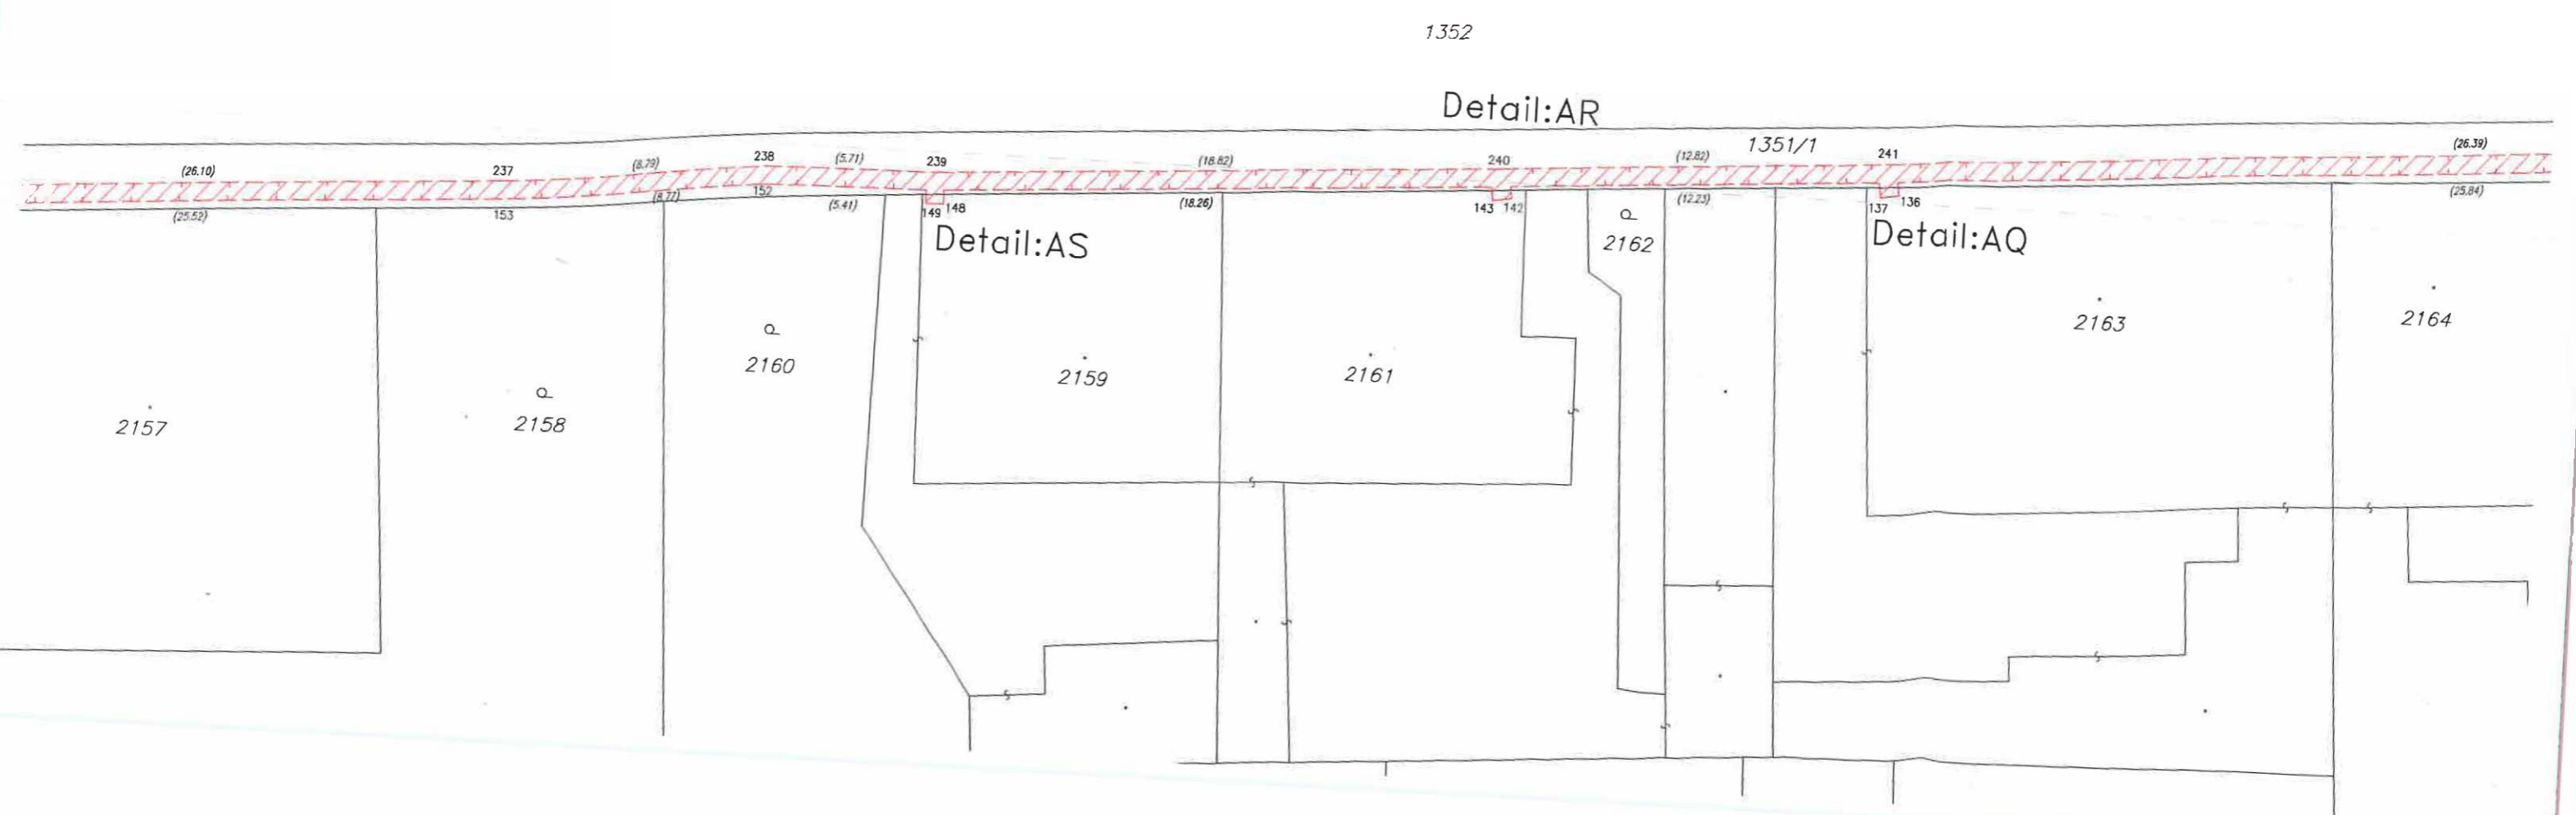 1352
Detail:AR
1351/1
(26.10) 237 (8.79) 238 (5.71) 239 (18.82) 240 (12.82) 241 (26.39)
(25.52) 153 (8.77) 152 (5.41) 149 148 (18.26) 143 142 (12.23) 137 136 (25.84)
Detail:AS
P
2162
Detail:AQ
2163
2164
P
2160
2159
2161
P
2157
2158